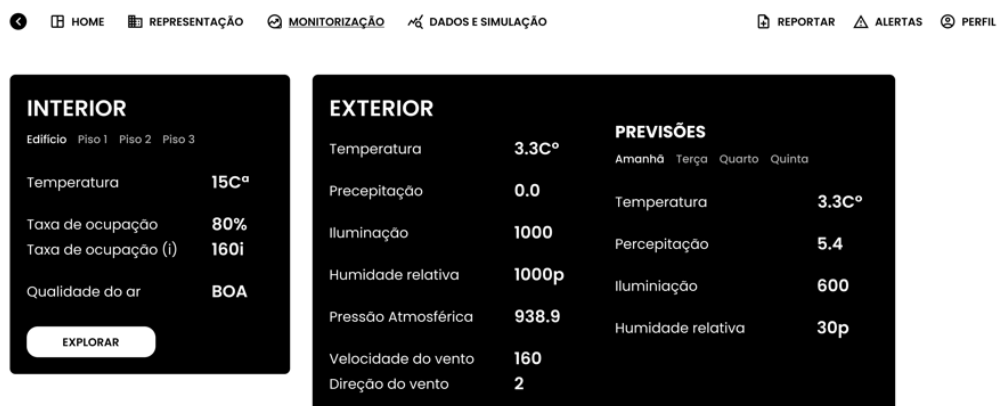 HOME REPRESENTAÇÃO MONITORIZAÇÃO DADOS E SIMULAÇÃO REPORTAR ALERTAS PERFIL
INTERIOR
Edifício Piso 1 Piso 2 Piso 3
Temperatura 15Cª
Taxa de ocupação 80%
Taxa de ocupação (i) 160i
Qualidade do ar BOA
EXPLORAR
EXTERIOR
Temperatura 3.3Cº
Precepitação 0.0
Iluminação 1000
Humidade relativa 1000p
Pressão Atmosférica 938.9
Velocidade do vento 160
Direção do vento 2
PREVISÕES
Amanhã Terça Quarto Quinta
Temperatura 3.3Cº
Percepitação 5.4
Iluminiação 600
Humidade relativa 30p